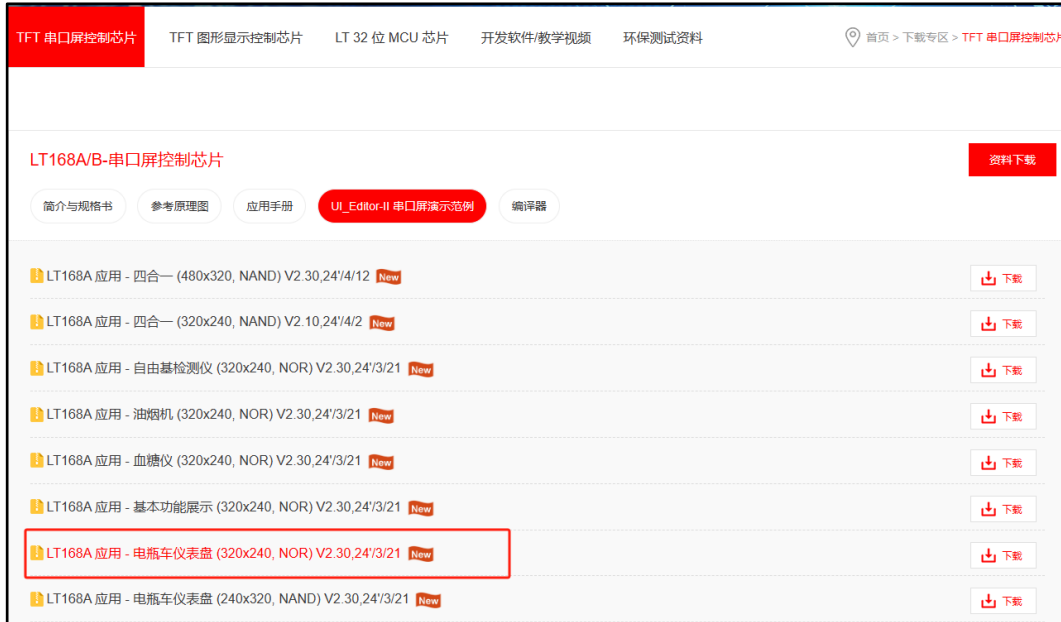 TFT 串口屏控制芯片 TFT 图形显示控制芯片 LT 32 位 MCU 芯片 开发软件/教学视频 环保测试资料 首页 > 下载专区 > TFT 串口屏控制芯片
LT168A/B-串口屏控制芯片 资料下载
简介与规格书 参考原理图 应用手册 UI_Editor-II 串口屏演示范例 编译器
LT168A 应用 - 四合一 (480x320, NAND) V2.30,24'/4/12 New 下载
LT168A 应用 - 四合一 (320x240, NAND) V2.10,24'/4/2 New 下载
LT168A 应用 - 自由基检测仪 (320x240, NOR) V2.30,24'/3/21 New 下载
LT168A 应用 - 油烟机 (320x240, NOR) V2.30,24'/3/21 New 下载
LT168A 应用 - 血糖仪 (320x240, NOR) V2.30,24'/3/21 New 下载
LT168A 应用 - 基本功能展示 (320x240, NOR) V2.30,24'/3/21 New 下载
LT168A 应用 - 电瓶车仪表盘 (320x240, NOR) V2.30,24'/3/21 New 下载
LT168A 应用 - 电瓶车仪表盘 (240x320, NAND) V2.30,24'/3/21 New 下载